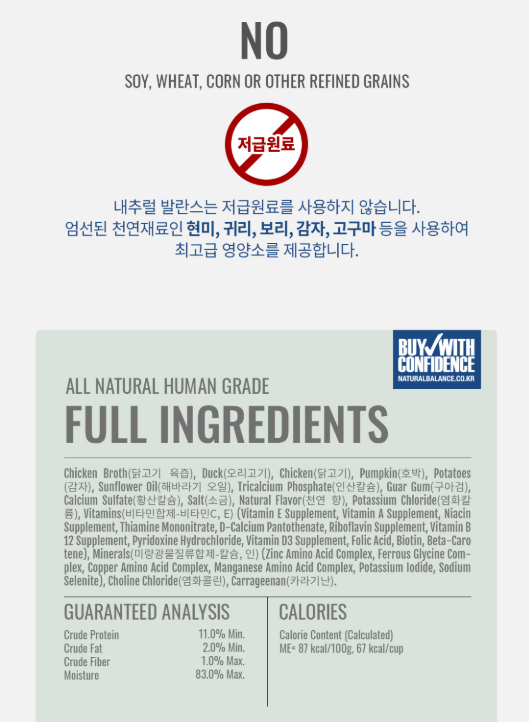 NO
SOY, WHEAT, CORN OR OTHER REFINED GRAINS
저급원료
내추럴 발란스는 저급원료를 사용하지 않습니다.
엄선된 천연재료인 현미, 귀리, 보리, 감자, 고구마 등을 사용하여
최고급 영양소를 제공합니다.
BUY WITH
CONFIDENCE
NATURALBALANCE.CO.KR
ALL NATURAL HUMAN GRADE
FULL INGREDIENTS
Chicken Broth(닭고기 육즙), Duck(오리고기), Chicken(닭고기), Pumpkin(호박), Potatoes
(감자), Sunflower Oil(해바라기 오일), Tricalcium Phosphate(인산칼슘), Guar Gum(구아검),
Calcium Sulfate(황산칼슘), Salt(소금), Natural Flavor(천연 향), Potassium Chloride(염화칼
륨), Vitamins(비타민합제-비타민C, E) (Vitamin E Supplement, Vitamin A Supplement, Niacin
Supplement, Thiamine Mononitrate, D-Calcium Pantothenate, Riboflavin Supplement, Vitamin B
12 Supplement, Pyridoxine Hydrochloride, Vitamin D3 Supplement, Folic Acid, Biotin, Beta-Caro
tene), Minerals(미량광물질류합제-칼슘, 인) (Zinc Amino Acid Complex, Ferrous Glycine Com-
plex, Copper Amino Acid Complex, Manganese Amino Acid Complex, Potassium Iodide, Sodium
Selenite), Choline Chloride(염화콜린), Carrageenan(카라기난).
GUARANTEED ANALYSIS
Crude Protein 11.0% Min.
Crude Fat 2.0% Min.
Crude Fiber 1.0% Max.
Moisture 83.0% Max.
CALORIES
Calorie Content (Calculated)
ME= 87 kcal/100g, 67 kcal/cup